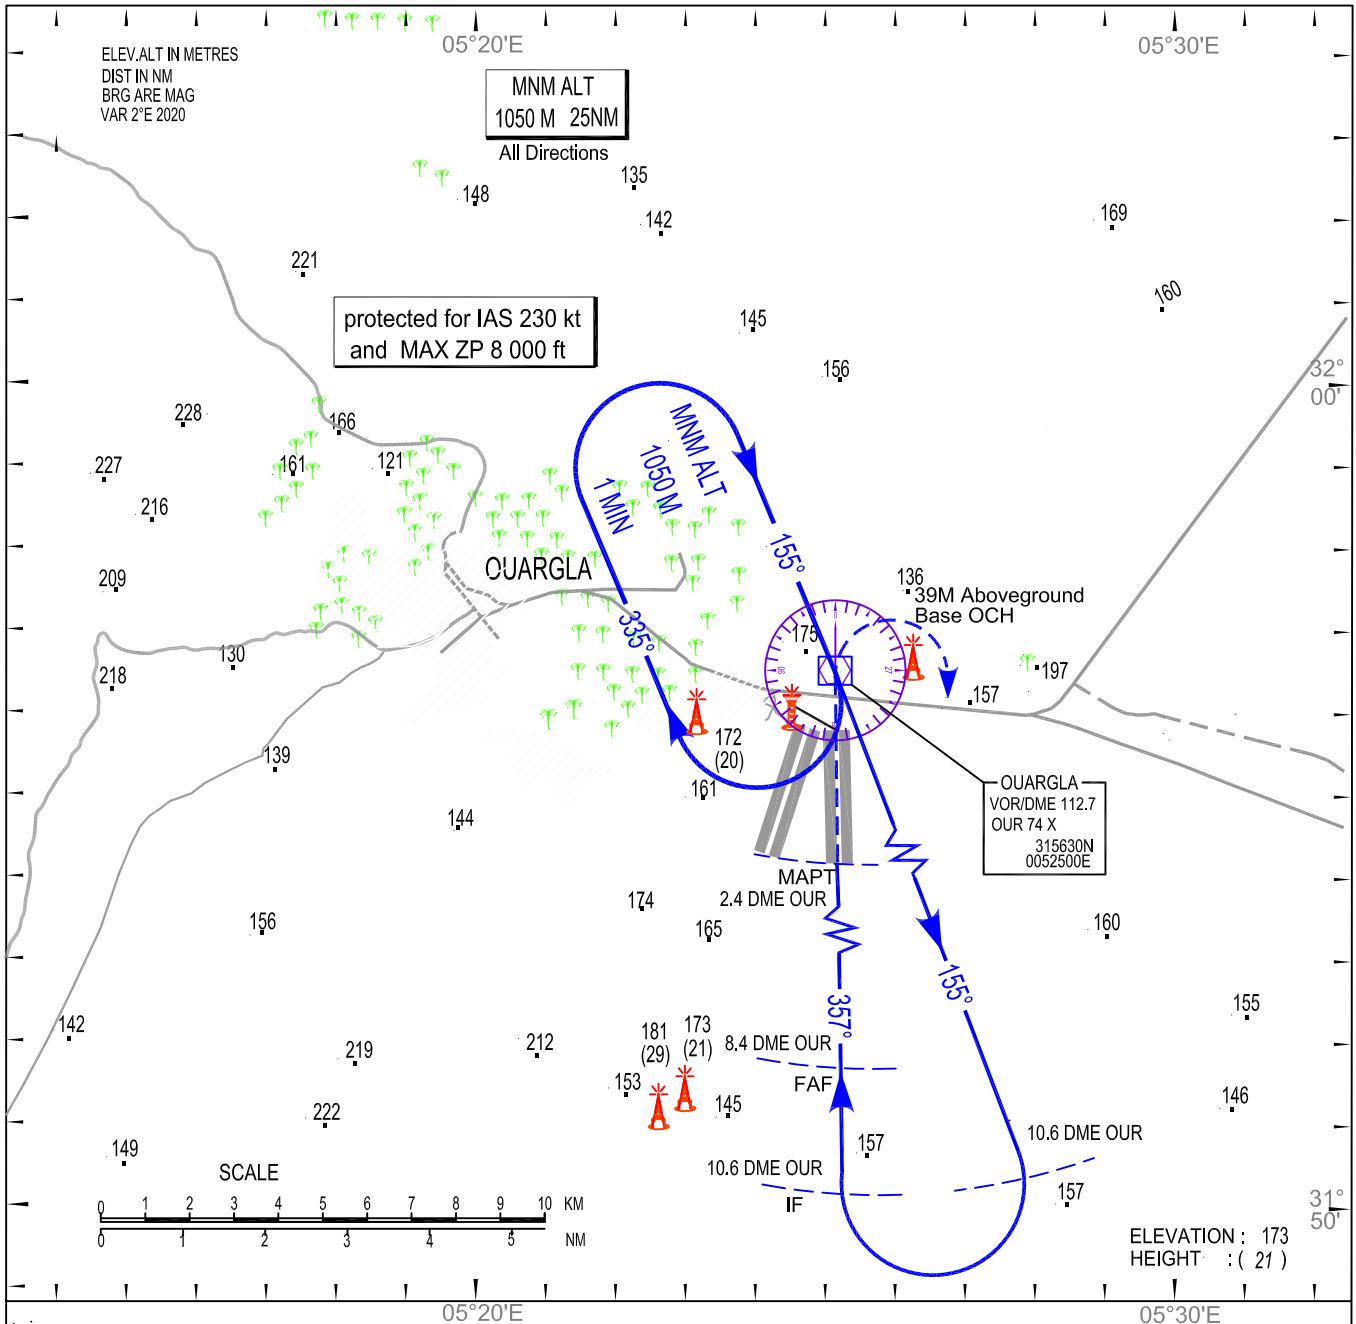 05°20'E
05°30'E
ELEV.ALT IN METRES
DIST IN NM
BRG ARE MAG
VAR 2°E 2020
MNM ALT
1050 M 25NM
All Directions
135
148
142
169
221
160
protected for IAS 230 kt
and MAX ZP 8 000 ft
145
156
32°
00'
228
166
MNM ALT
1050 M
1 MIN
227
161
121
216
155°
OUARGLA
209
136
39M Aboveground
Base OCH
335°
175
0
27
90
218
130
197
157
172
(20)
139
161
OUARGLA
VOR/DME 112.7
OUR 74 X
315630N
0052500E
144
MAPT
2.4 DME OUR
174
165
156
160
155°
357°
142
155
219
212
181
(29)
173
(21)
8.4 DME OUR
FAF
153
145
146
222
157
10.6 DME OUR
149
10.6 DME OUR
IF
157
SCALE
0 1 2 3 4 5 6 7 8 9 10 KM
0 1 2 3 4 5 NM
31°
50'
ELEVATION : 173
HEIGHT : ( 21 )
05°20'E
05°30'E